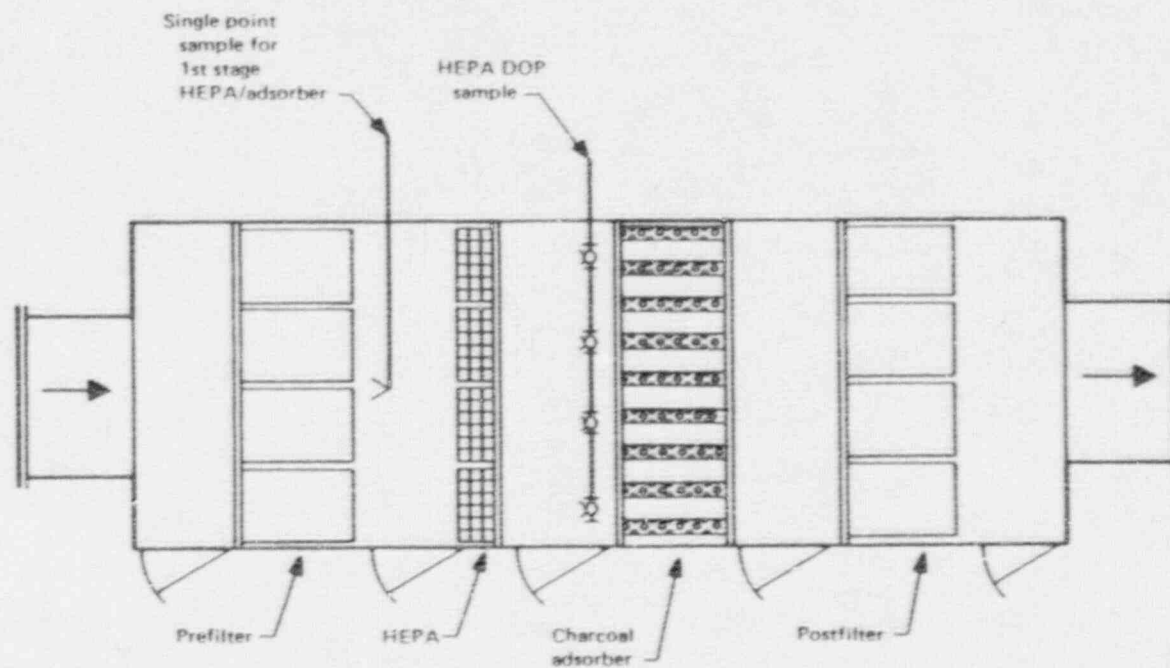 Single point
sample for
1st stage
HEPA/adsorber
HEPA DOP
sample
Prefilter
HEPA
Charcoal
adsorber
Postfilter